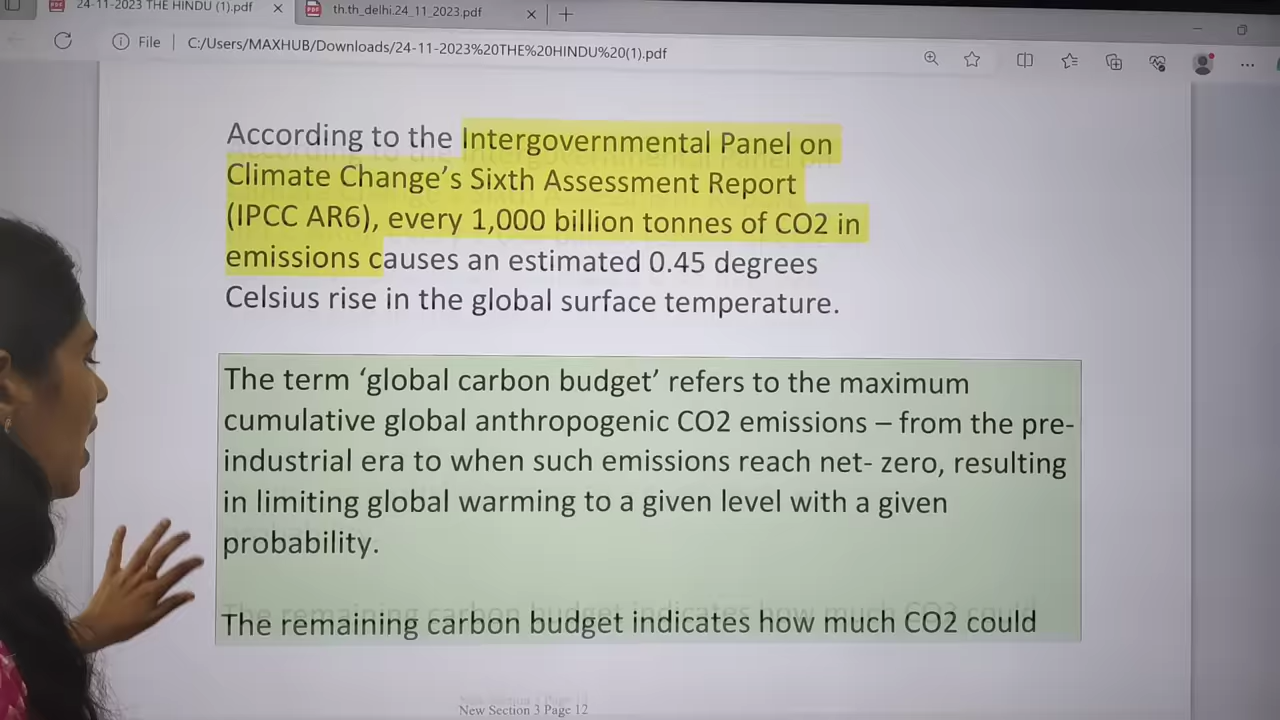 24-11-2023 THE HINDU (1).pdf
th.th_delhi.24_11_2023.pdf
File
C:/Users/MAXHUB/Downloads/24-11-2023%20THE%20HINDU%20(1).pdf
According to the Intergovernmental Panel on
Climate Change’s Sixth Assessment Report
(IPCC AR6), every 1,000 billion tonnes of CO2 in
emissions causes an estimated 0.45 degrees
Celsius rise in the global surface temperature.
The term ‘global carbon budget’ refers to the maximum
cumulative global anthropogenic CO2 emissions – from the pre-
industrial era to when such emissions reach net- zero, resulting
in limiting global warming to a given level with a given
probability.
The remaining carbon budget indicates how much CO2 could
New Section 3 Page 12